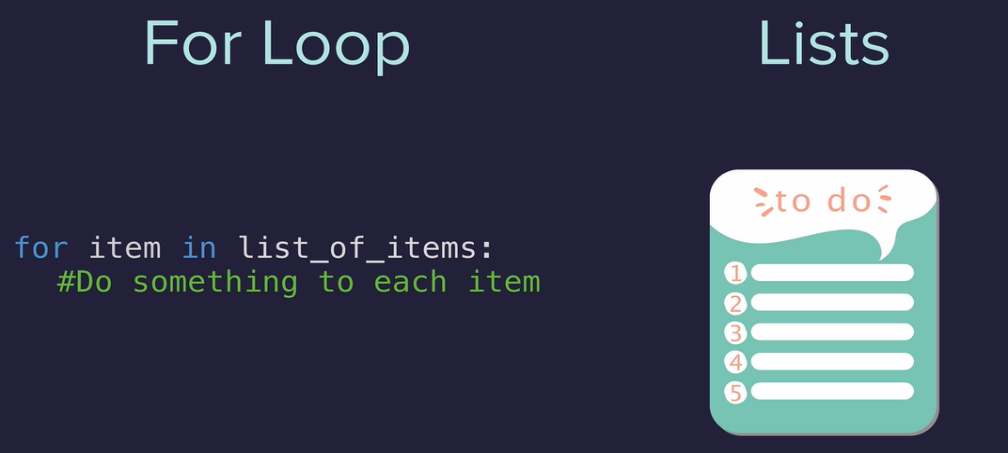 For Loop
Lists
for item in list_of_items:
#Do something to each item
to do
1
2
3
4
5